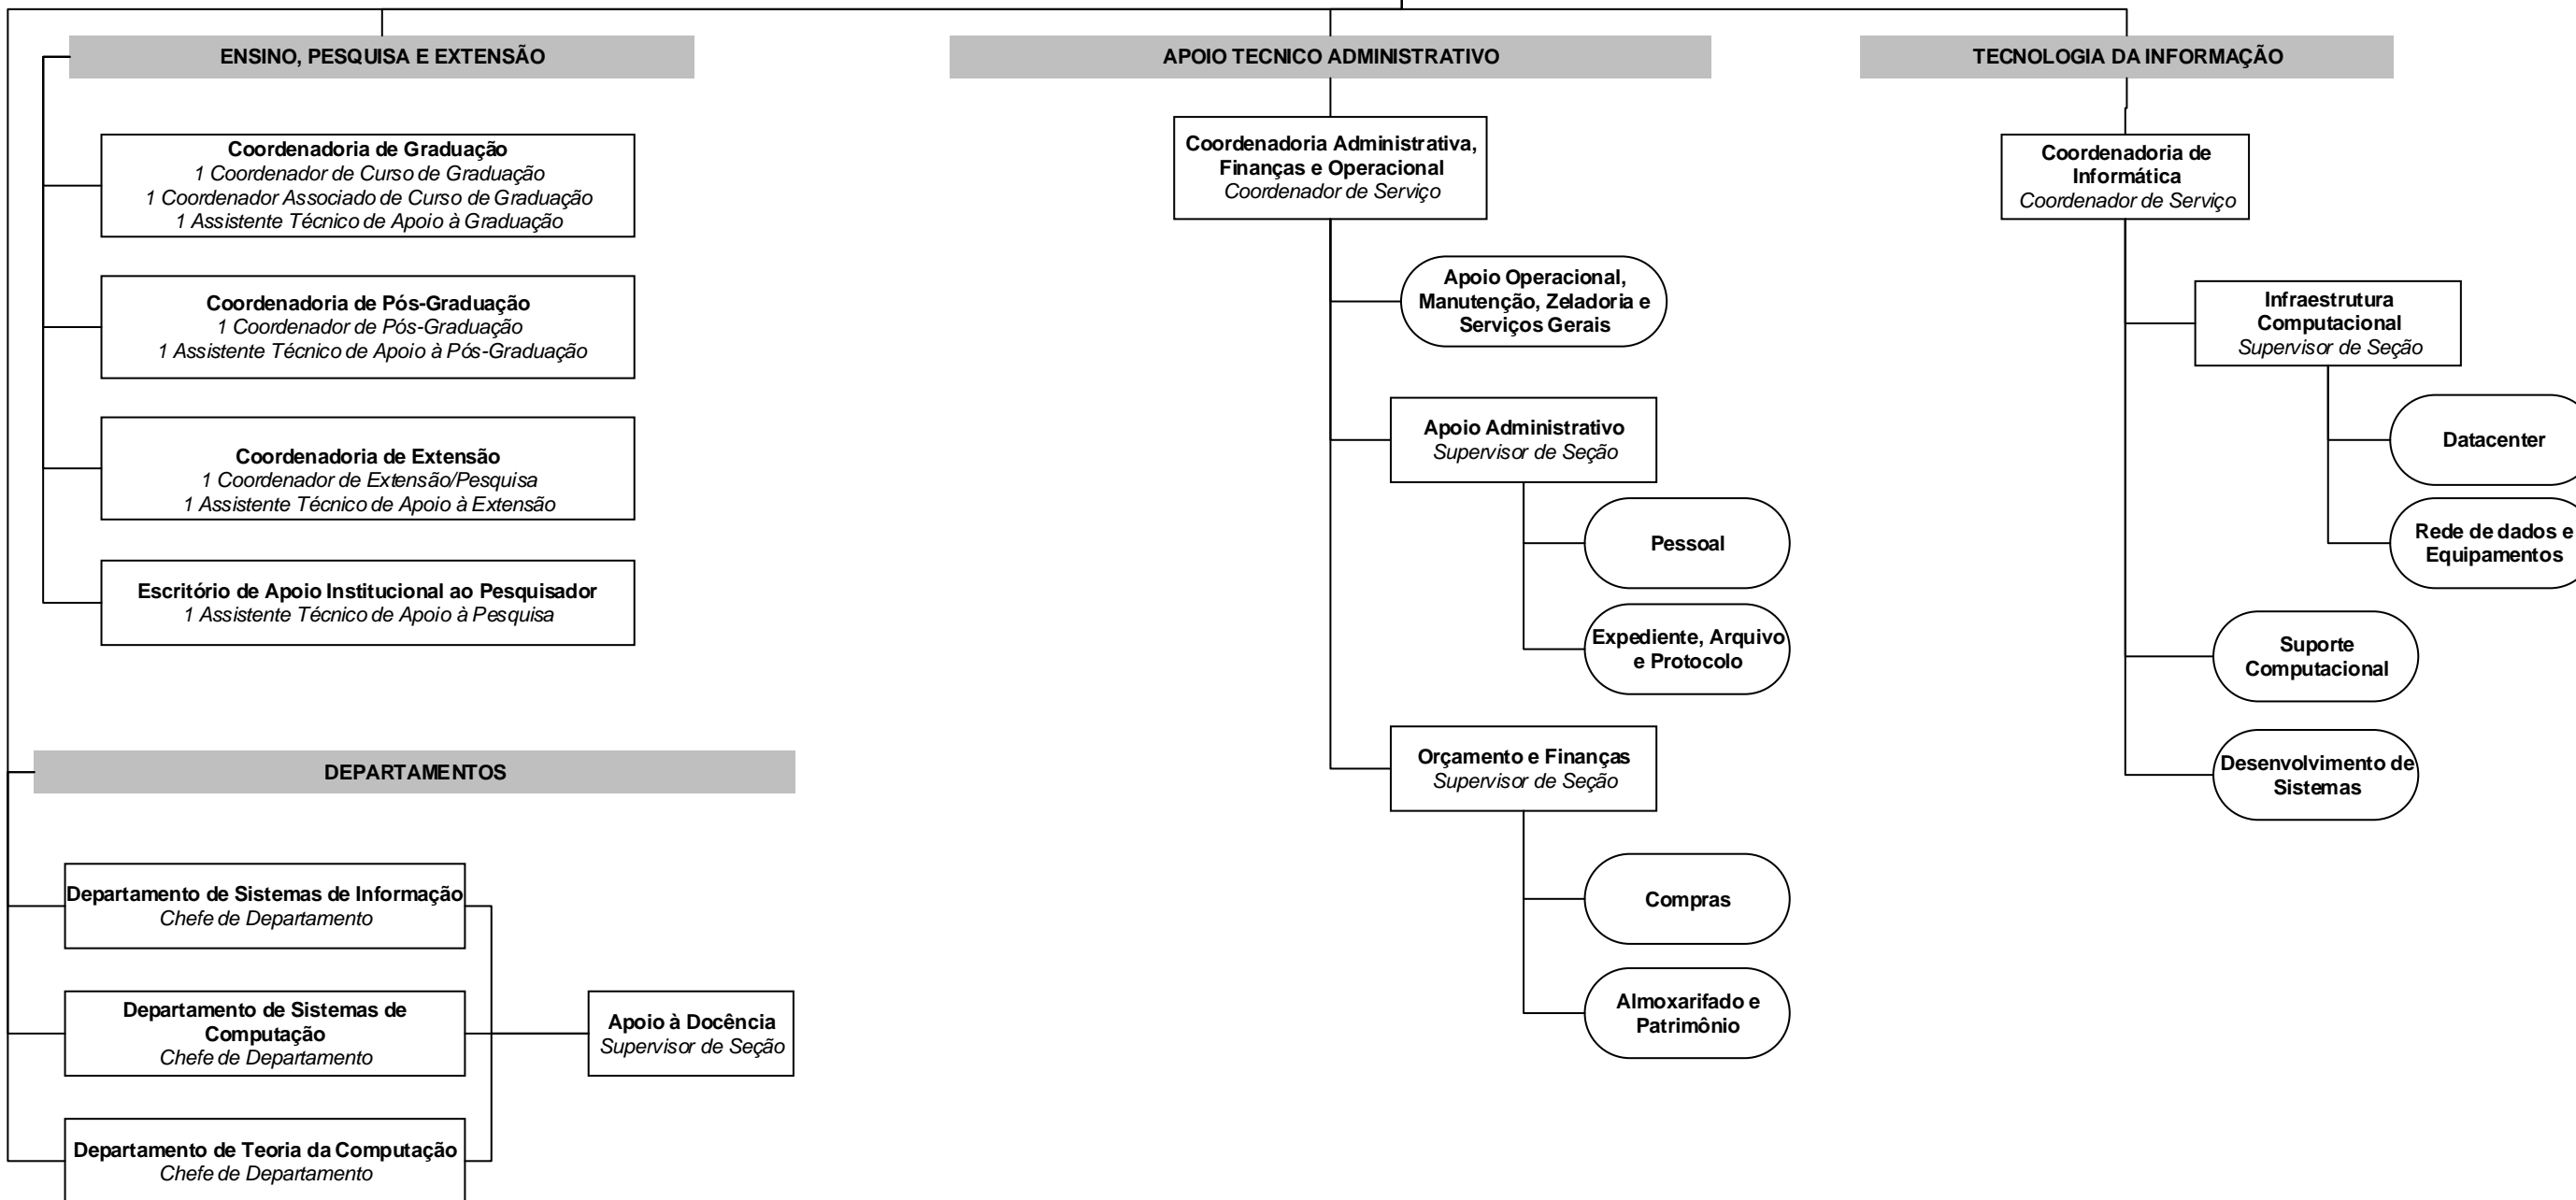 ENSINO, PESQUISA E EXTENSÃO
Coordenadoria de Graduação
1 Coordenador de Curso de Graduação
1 Coordenador Associado de Curso de Graduação
1 Assistente Técnico de Apoio à Graduação
Coordenadoria de Pós-Graduação
1 Coordenador de Pós-Graduação
1 Assistente Técnico de Apoio à Pós-Graduação
Coordenadoria de Extensão
1 Coordenador de Extensão/Pesquisa
1 Assistente Técnico de Apoio à Extensão
Escritório de Apoio Institucional ao Pesquisador
1 Assistente Técnico de Apoio à Pesquisa
DEPARTAMENTOS
Departamento de Sistemas de Informação
Chefe de Departamento
Departamento de Sistemas de
Computação
Chefe de Departamento
Departamento de Teoria da Computação
Chefe de Departamento
Apoio à Docência
Supervisor de Seção
APOIO TECNICO ADMINISTRATIVO
Coordenadoria Administrativa,
Finanças e Operacional
Coordenador de Serviço
Apoio Operacional,
Manutenção, Zeladoria e
Serviços Gerais
Apoio Administrativo
Supervisor de Seção
Pessoal
Expediente, Arquivo
e Protocolo
Orçamento e Finanças
Supervisor de Seção
Compras
Almoxarifado e
Patrimônio
TECNOLOGIA DA INFORMAÇÃO
Coordenadoria de
Informática
Coordenador de Serviço
Infraestrutura
Computacional
Supervisor de Seção
Datacenter
Rede de dados e
Equipamentos
Suporte
Computacional
Desenvolvimento de
Sistemas